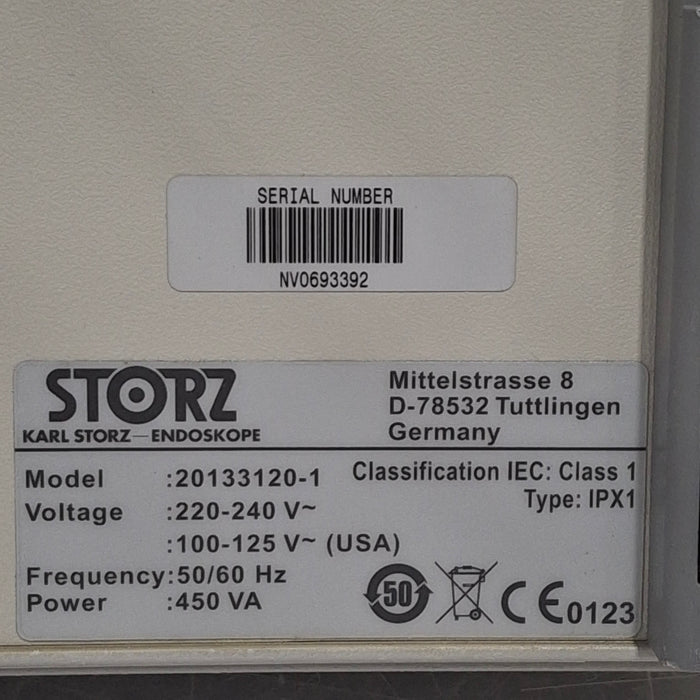 SERIAL NUMBER
NV0693392
STORZ
KARL STORZ—ENDOSKOPE
Mittelstrasse 8
D-78532 Tuttlingen
Germany
Model :20133120-1
Classification IEC: Class 1
Type: IPX1
Voltage :220-240 V~
:100-125 V~ (USA)
Frequency:50/60 Hz
Power :450 VA
50
CE0123